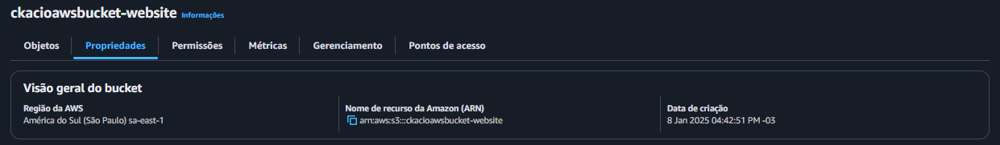 ckacioawsbucket-website Informações
Objetos Propriedades Permissões Métricas Gerenciamento Pontos de acesso
Visão geral do bucket
Região da AWS
América do Sul (São Paulo) sa-east-1
Nome de recurso da Amazon (ARN)
arn:aws:s3:::ckacioawsbucket-website
Data de criação
8 Jan 2025 04:42:51 PM -03